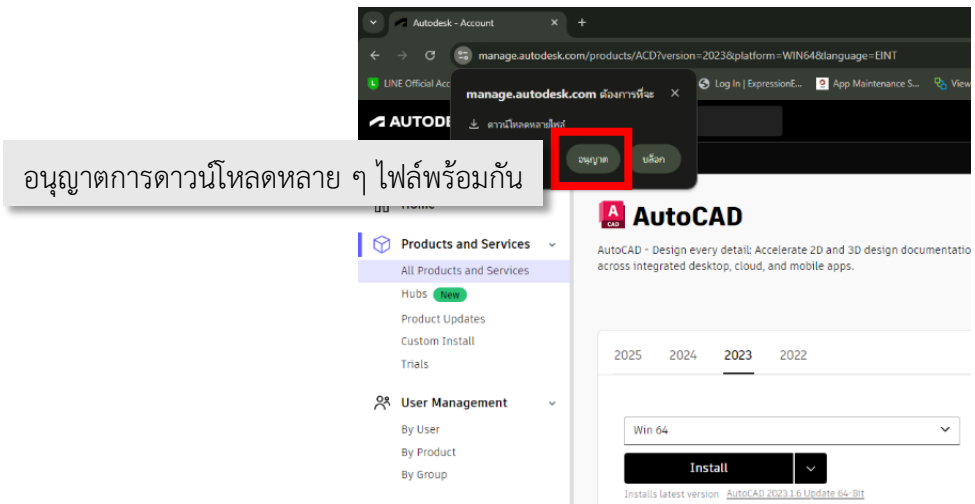 Autodesk - Account
manage.autodesk.com/products/ACD?version=2023&platform=WIN64&language=EINT
LINE Official Acc
Log In | ExpressionE...
App Maintenance S...
View
manage.autodesk.com ต้องการที่จะ
ดาวน์โหลดหลายไฟล์
อนุญาต
บล็อก
AUTODE
อนุญาตการดาวน์โหลดหลาย ๆ ไฟล์พร้อมกัน
Home
Products and Services
All Products and Services
Hubs New
Product Updates
Custom Install
Trials
User Management
By User
By Product
By Group
A CAD
AutoCAD
AutoCAD - Design every detail: Accelerate 2D and 3D design documentatio
across integrated desktop, cloud, and mobile apps.
2025 2024 2023 2022
Win 64
Install
Installs latest version AutoCAD 2023.1.6 Update 64-Bit